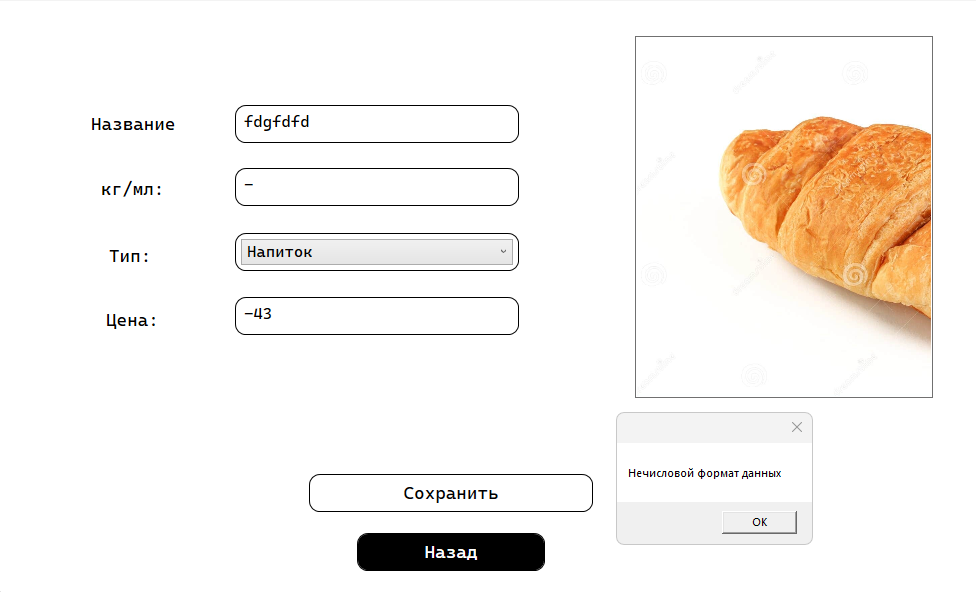 Название
fdgfdfd
кг/мл:
-
Тип:
Напиток
Цена:
-43
Нечисловой формат данных
OK
Сохранить
Назад